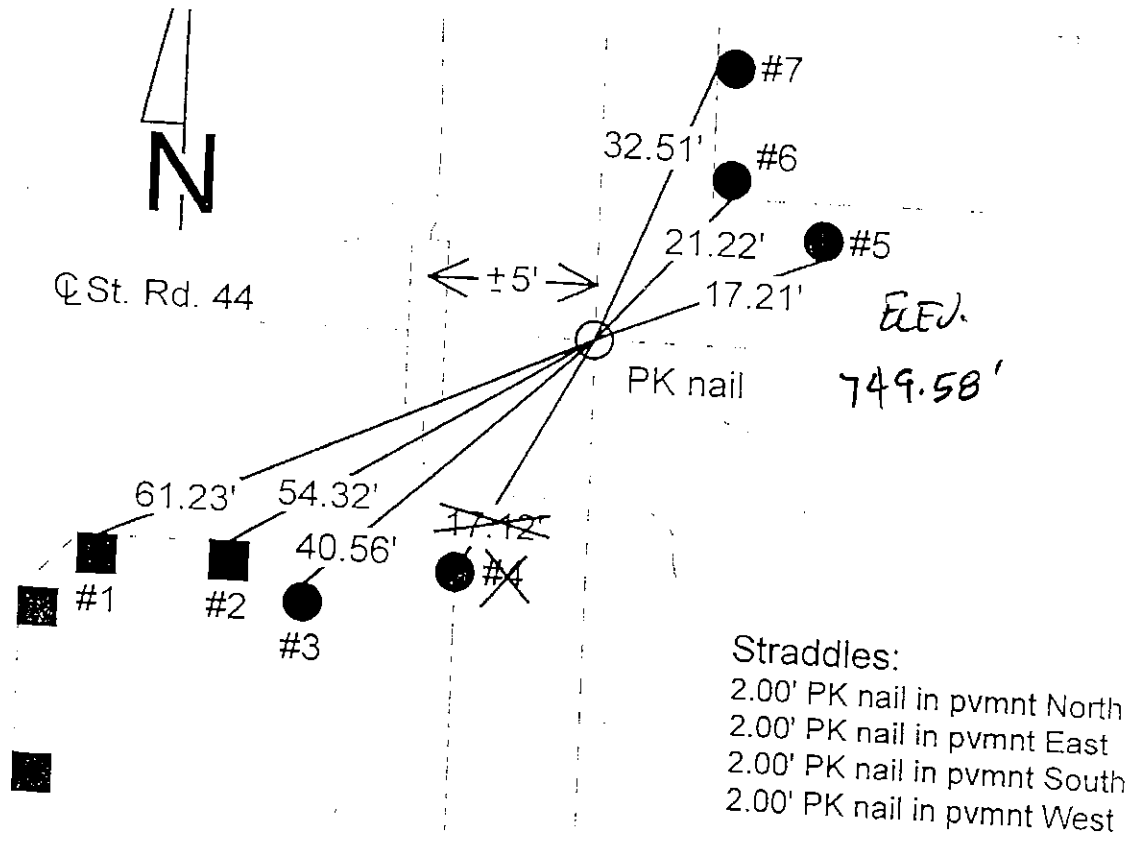 #7
32.51'
#6
N
21.22'
#5
℄ St. Rd. 44
±5'
17.21'
ELEV.
749.58'
PK nail
61.23'
54.32'
17.12'
40.56'
#4
#1
#2
#3
Straddles:
2.00' PK nail in pvmnt North
2.00' PK nail in pvmnt East
2.00' PK nail in pvmnt South
2.00' PK nail in pvmnt West